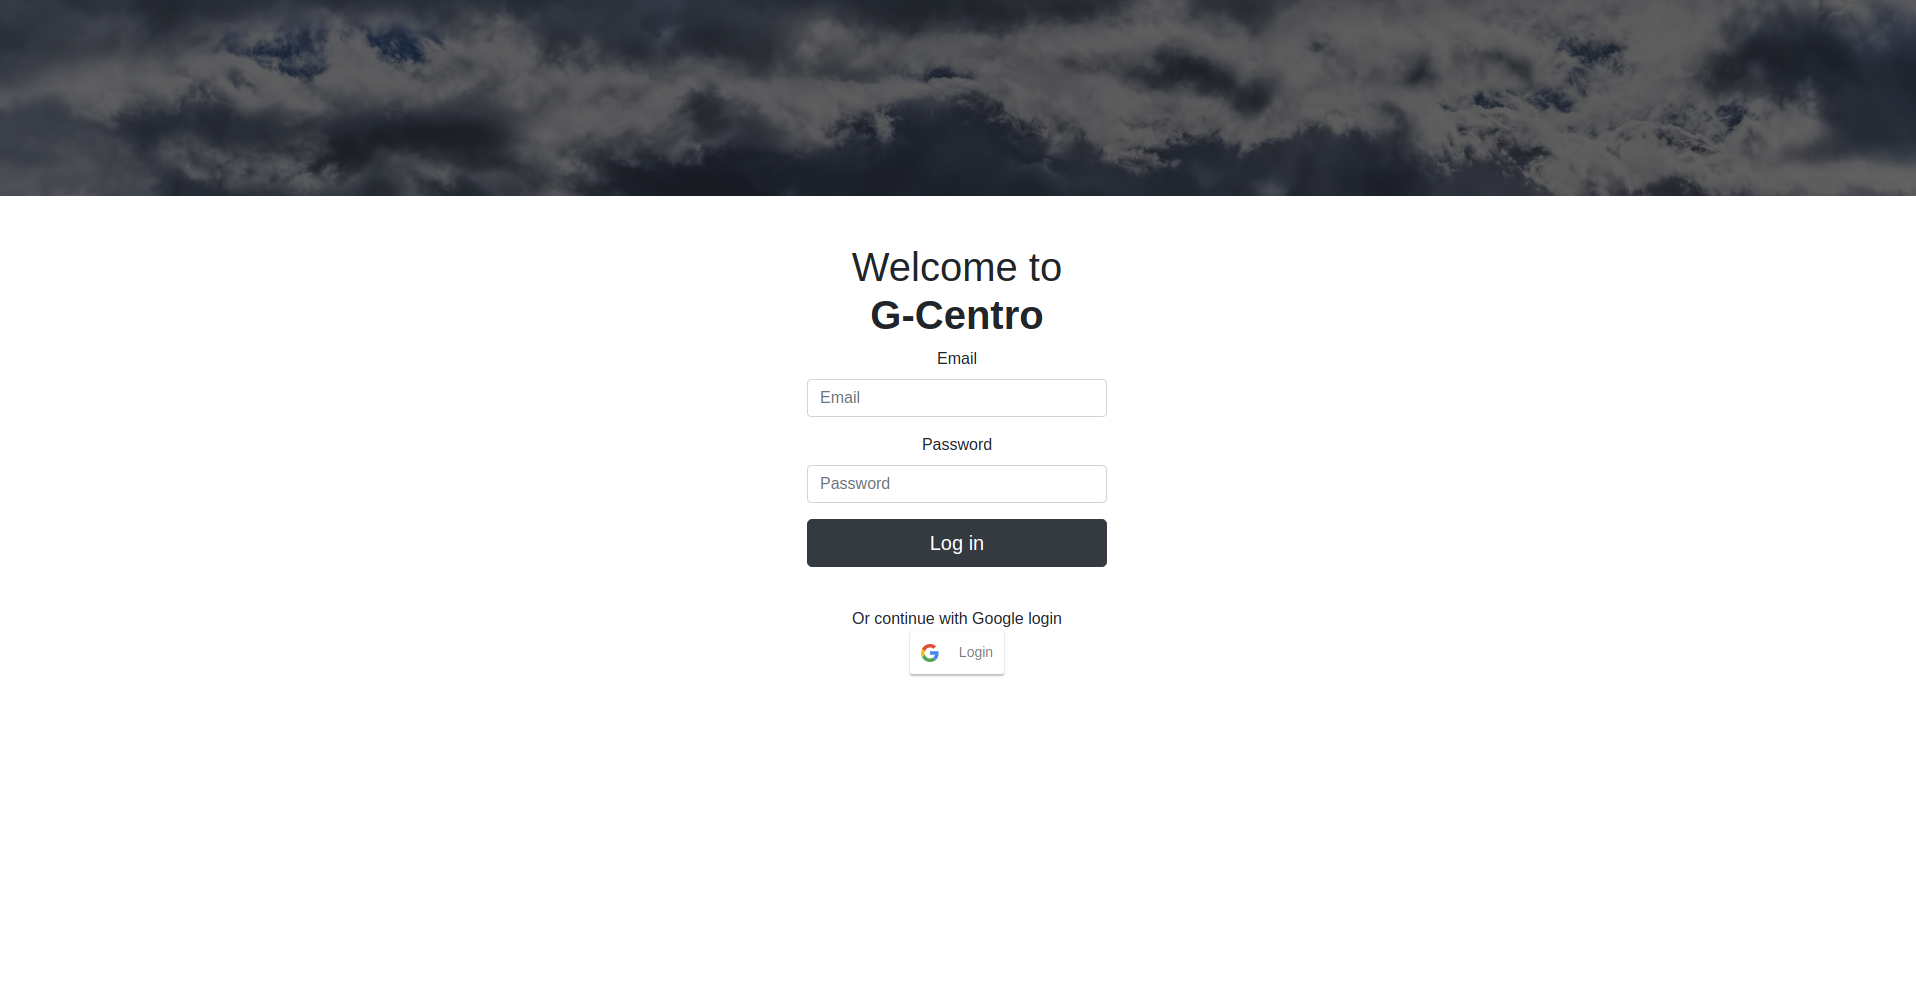 Welcome to
G-Centro
Email
Email
Password
Password
Log in
Or continue with Google login
Login